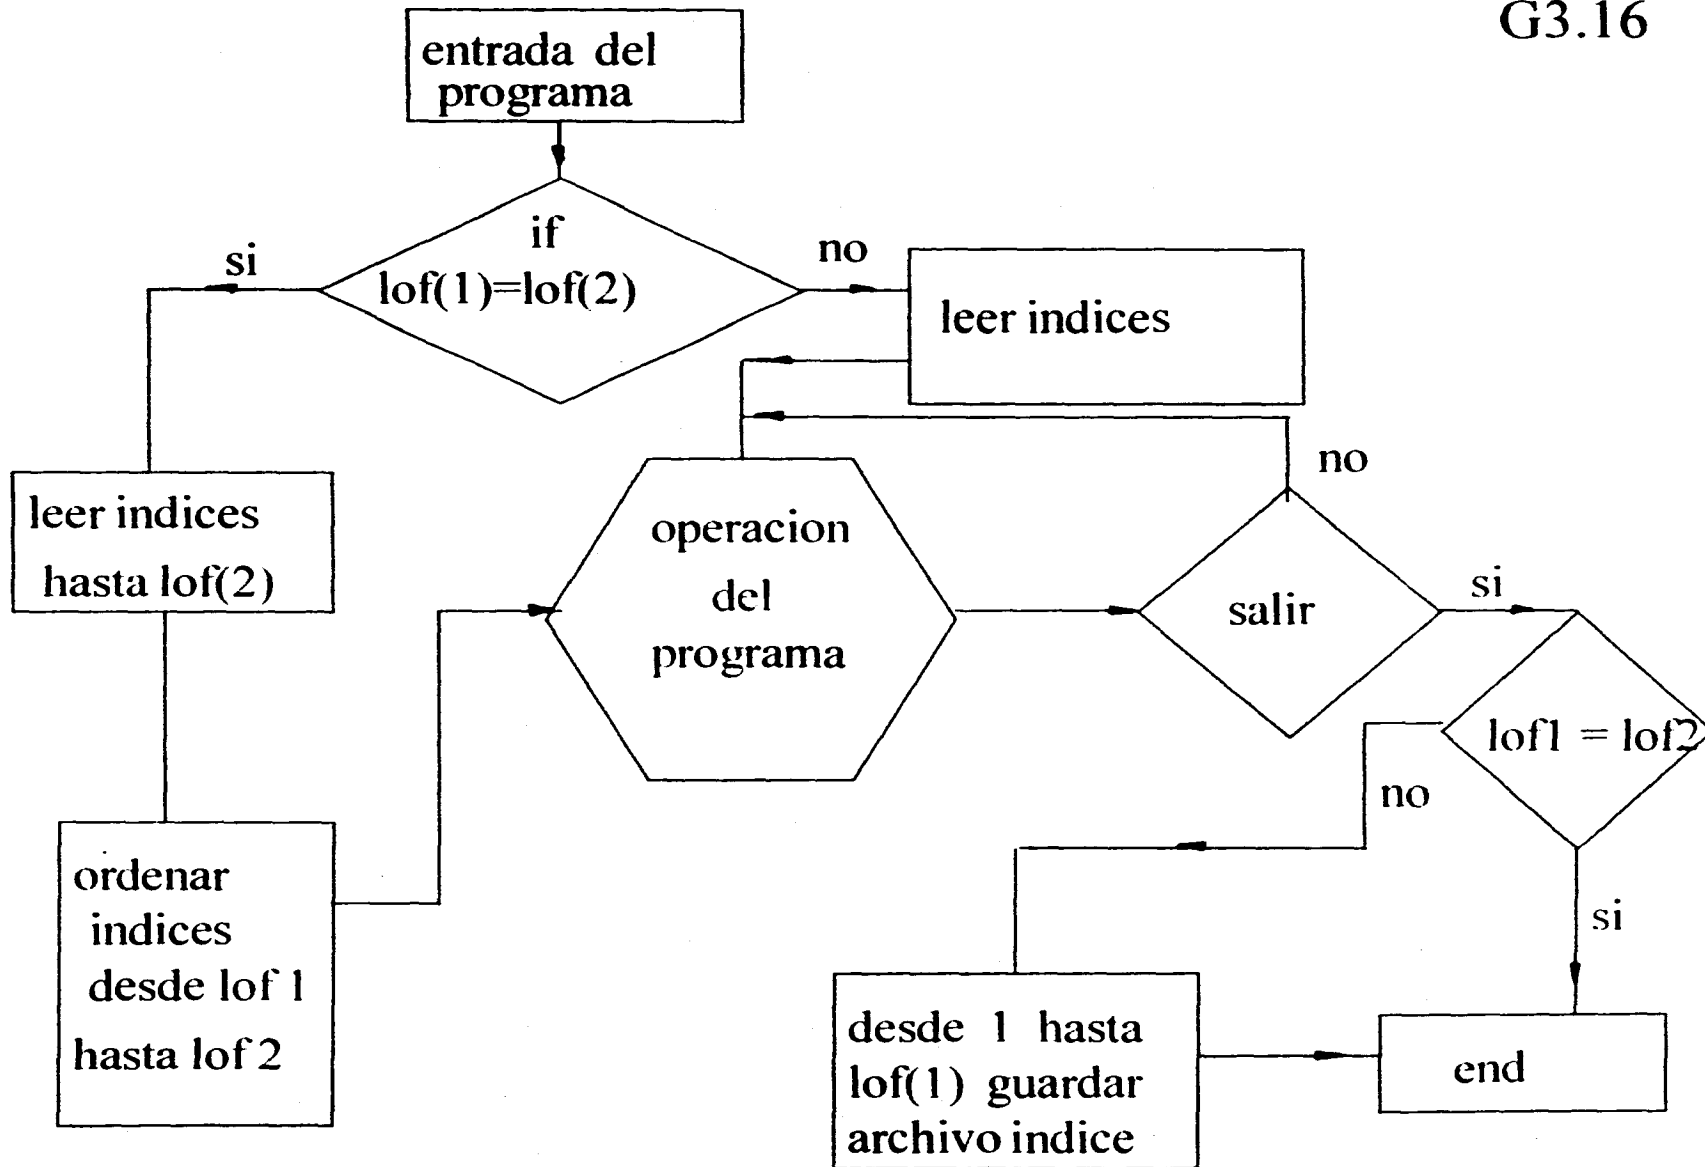 G3.16
entrada del
programa
if
lof(1)=lof(2)
si
no
leer indices
no
leer indices
hasta lof(2)
operacion
del
programa
salir
si
lof1 = lof2
no
ordenar
indices
desde lof 1
hasta lof 2
si
desde 1 hasta
lof(1) guardar
archivo indice
end